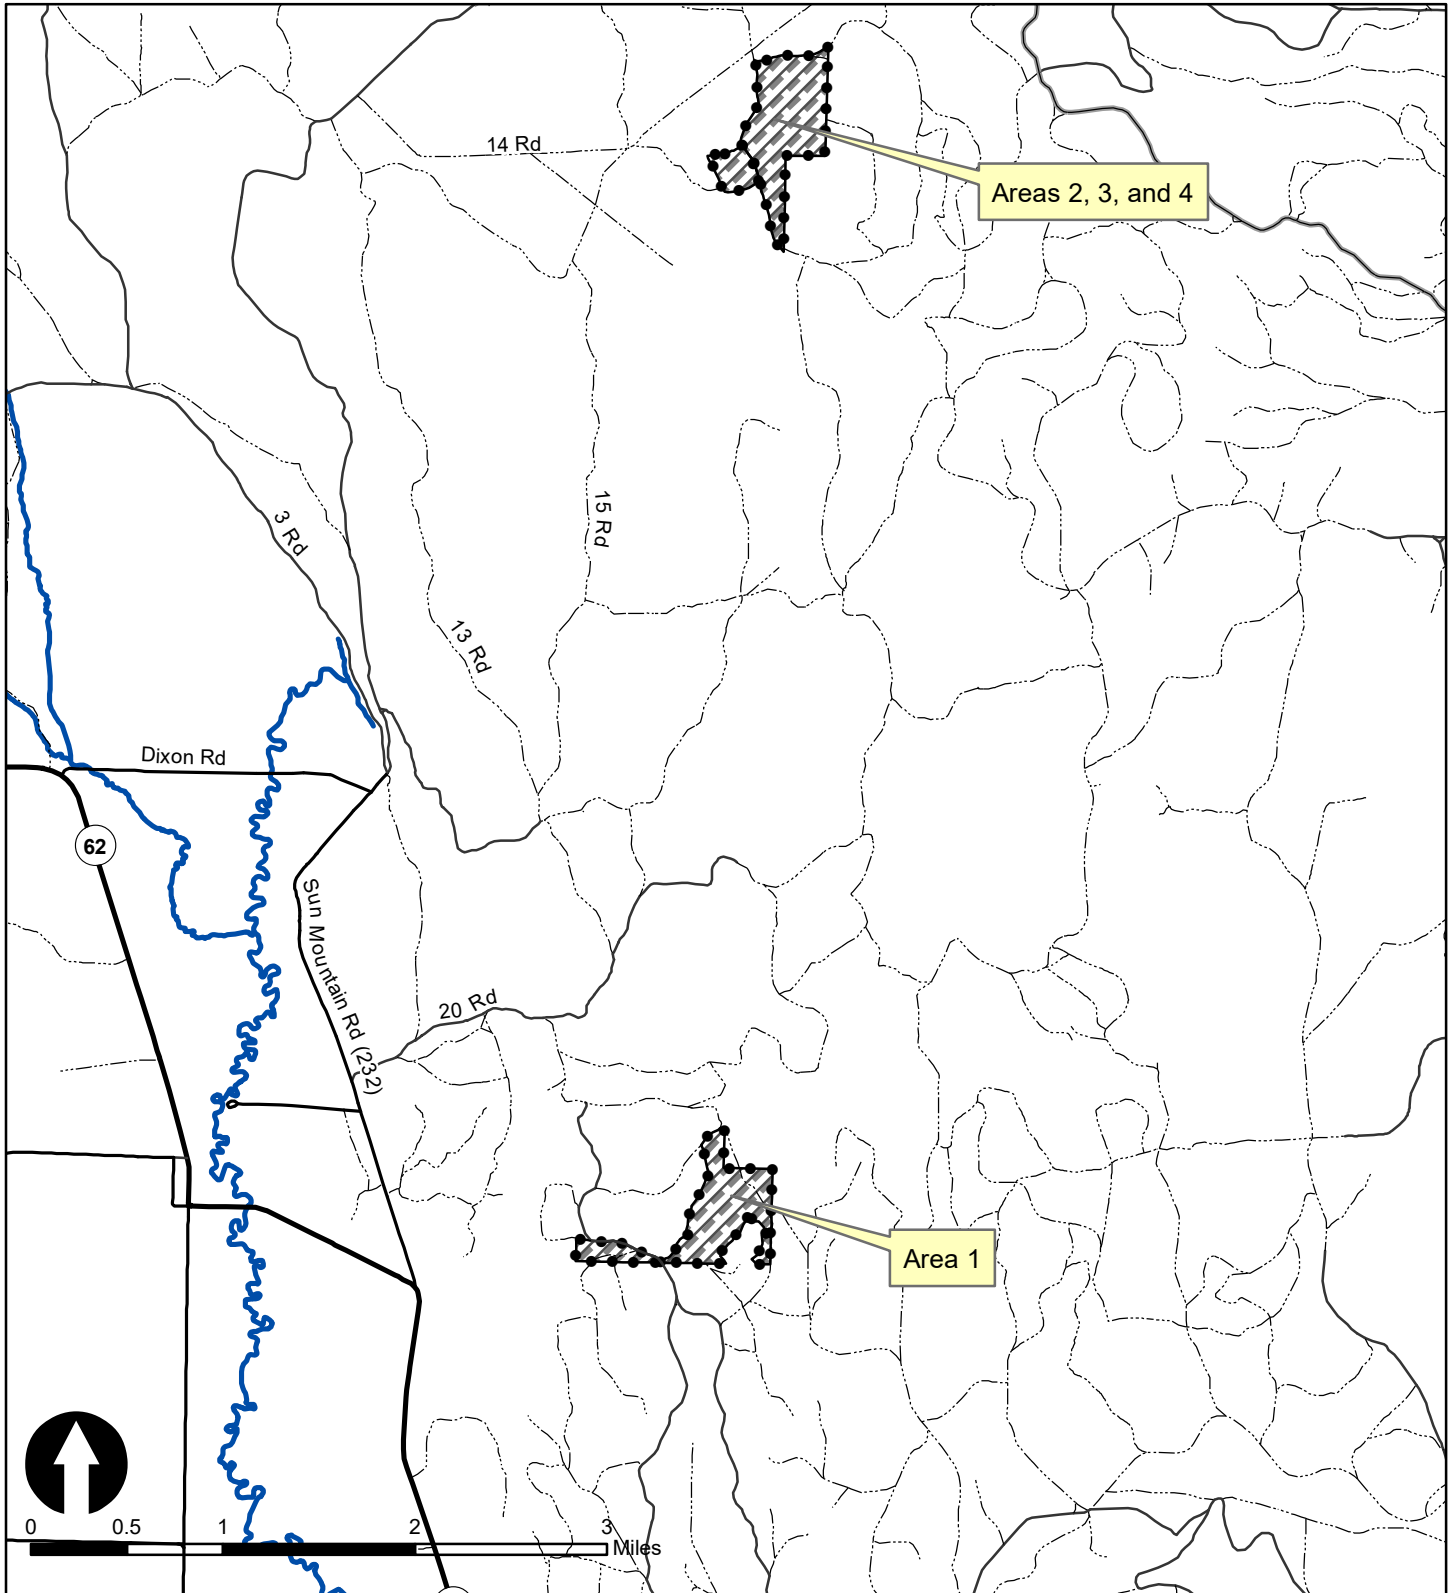 14 Rd
Areas 2, 3, and 4
15 Rd
3 Rd
13 Rd
Dixon Rd
62
Sun Mountain Rd (232)
20 Rd
Area 1
0 0.5 1 2 3
Miles